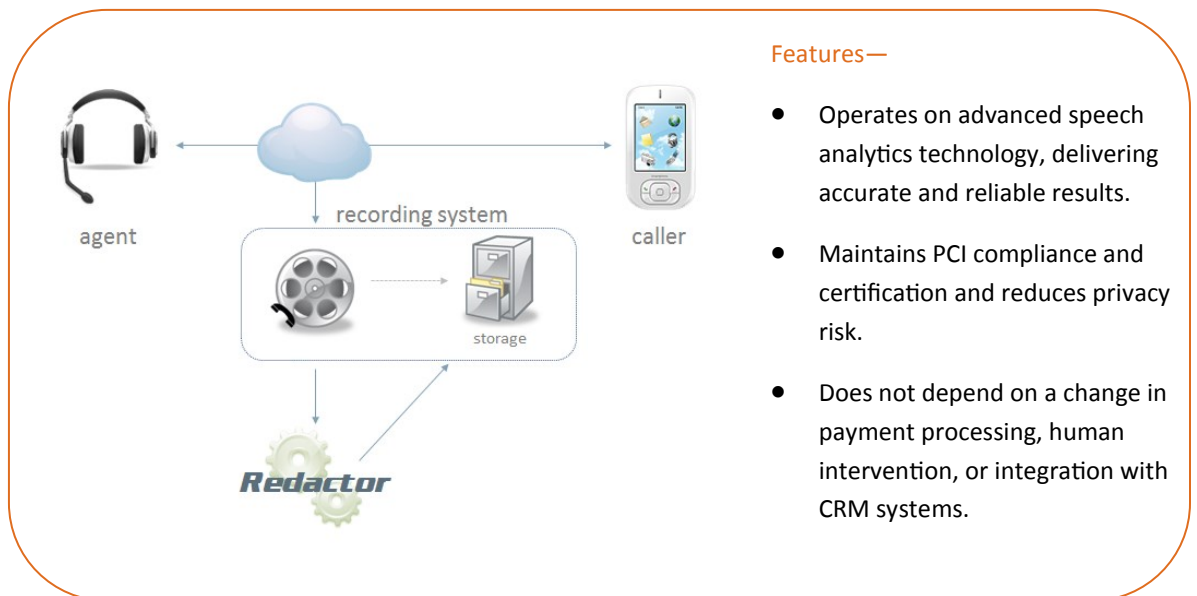 agent
recording system
caller
storage
Redactor
Features—
• Operates on advanced speech
analytics technology, delivering
accurate and reliable results.
• Maintains PCI compliance and
certification and reduces privacy
risk.
• Does not depend on a change in
payment processing, human
intervention, or integration with
CRM systems.